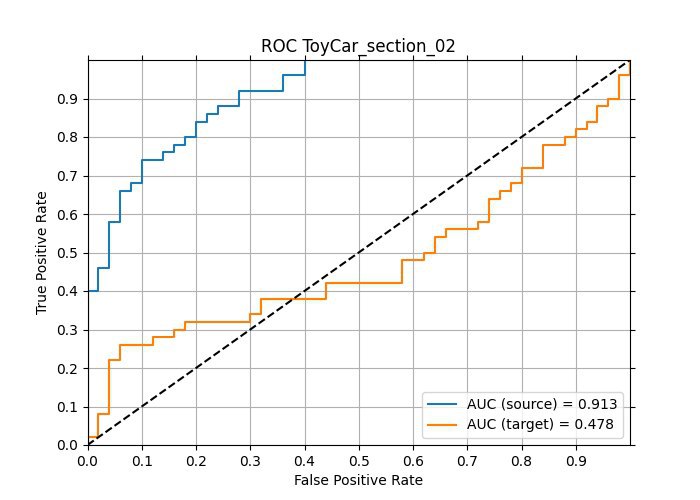 ROC ToyCar_section_02
0.9
0.8
0.7
0.6
0.5
0.4
0.3
0.2
0.1
0.0
True Positive Rate
AUC (source) = 0.913
AUC (target) = 0.478
0.0 0.1 0.2 0.3 0.4 0.5 0.6 0.7 0.8 0.9
False Positive Rate